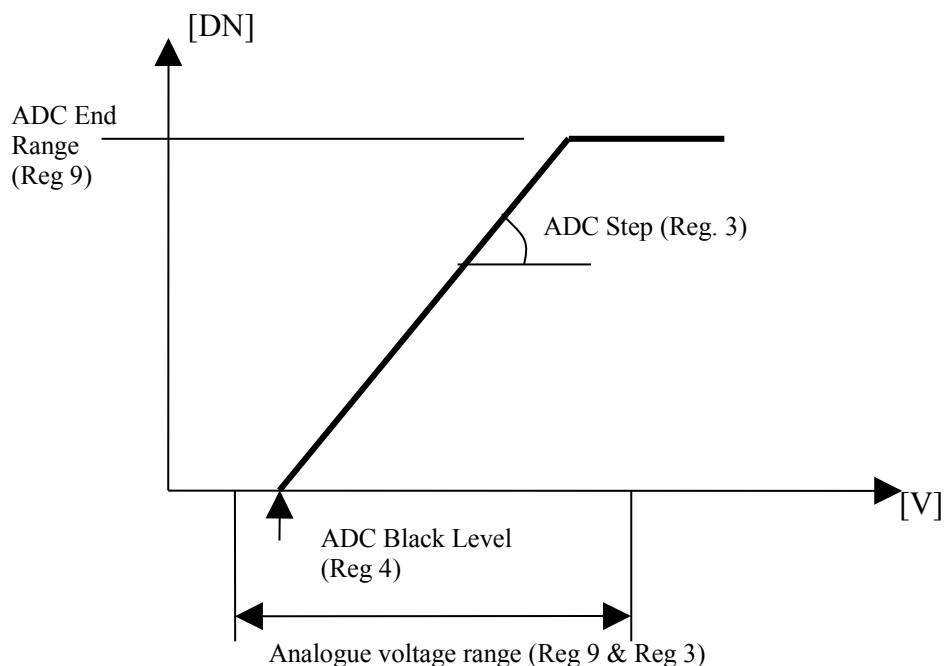 [DN]
ADC End
Range
(Reg 9)
ADC Step (Reg. 3)
[V]
ADC Black Level
(Reg 4)
Analogue voltage range (Reg 9 & Reg 3)